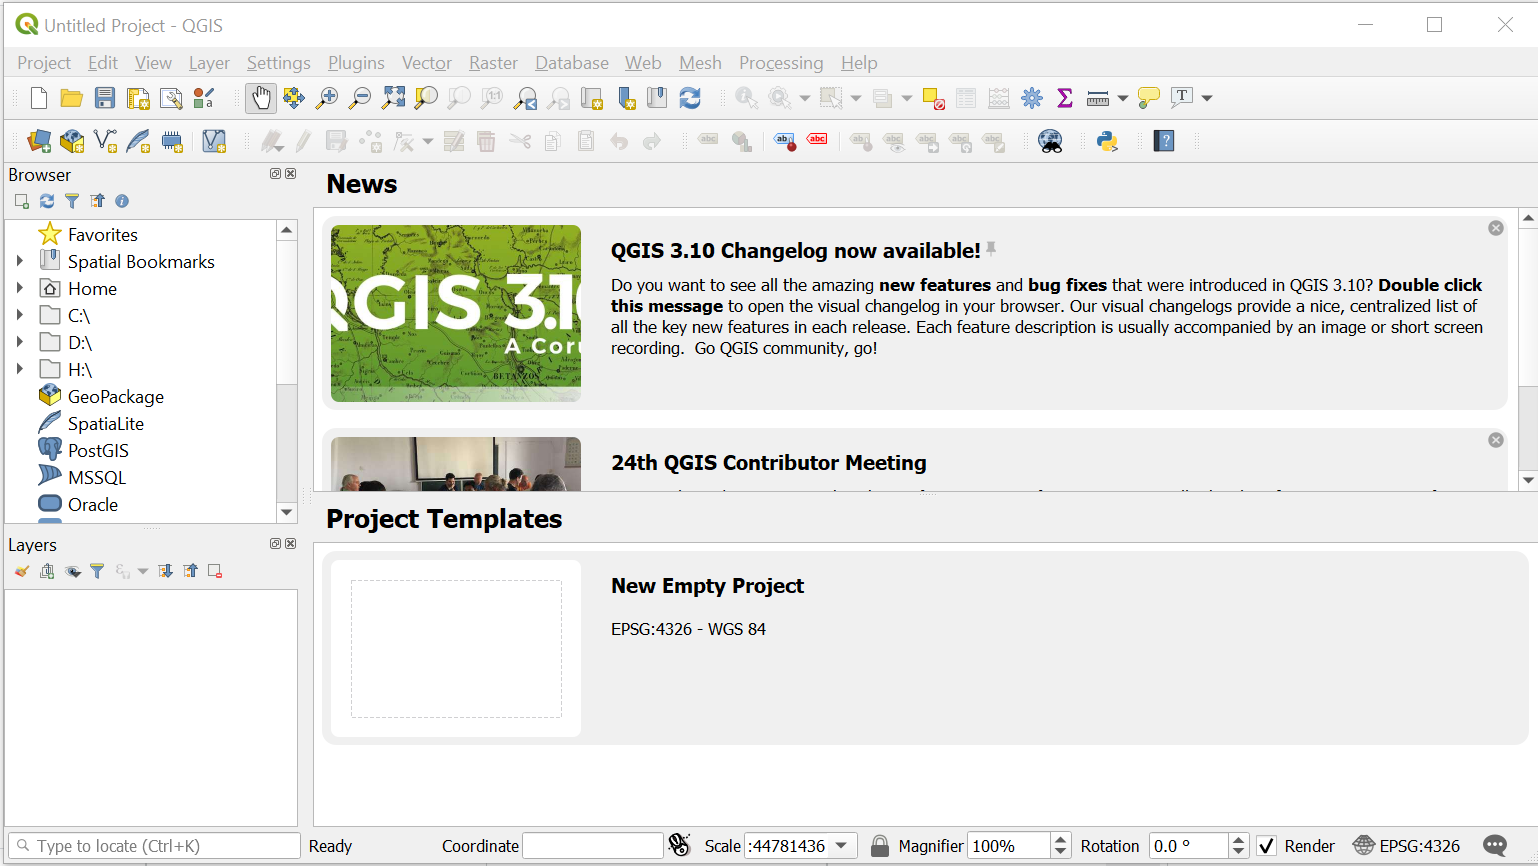 Untitled Project - QGIS
Project Edit View Layer Settings Plugins Vector Raster Database Web Mesh Processing Help
Browser
Favorites
Spatial Bookmarks
Home
C:\
D:\
H:\
GeoPackage
SpatiaLite
PostGIS
MSSQL
Oracle
Layers
News
QGIS 3.10 Changelog now available!
Do you want to see all the amazing new features and bug fixes that were introduced in QGIS 3.10? Double click
this message to open the visual changelog in your browser. Our visual changelogs provide a nice, centralized list of
all the key new features in each release. Each feature description is usually accompanied by an image or short screen
recording. Go QGIS community, go!
QGIS 3.10
A Coru
BETANZOS
24th QGIS Contributor Meeting
Project Templates
New Empty Project
EPSG:4326 - WGS 84
Type to locate (Ctrl+K) Ready Coordinate Scale :44781436 Magnifier 100% Rotation 0.0 ° Render EPSG:4326